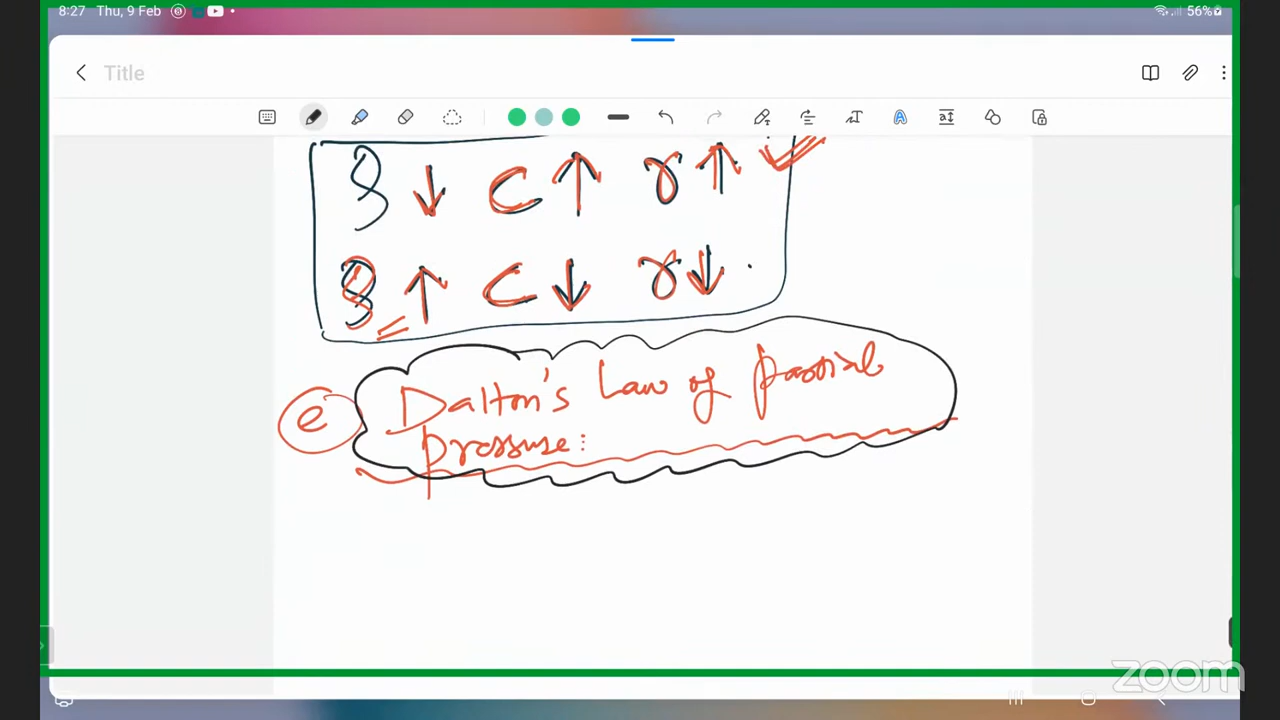 8:27 Thu, 9 Feb
56%
Title
↓ C ↑ γ ↑
↑ C ↓ γ ↓
e
Dalton's Law of partial
pressure:
zoom